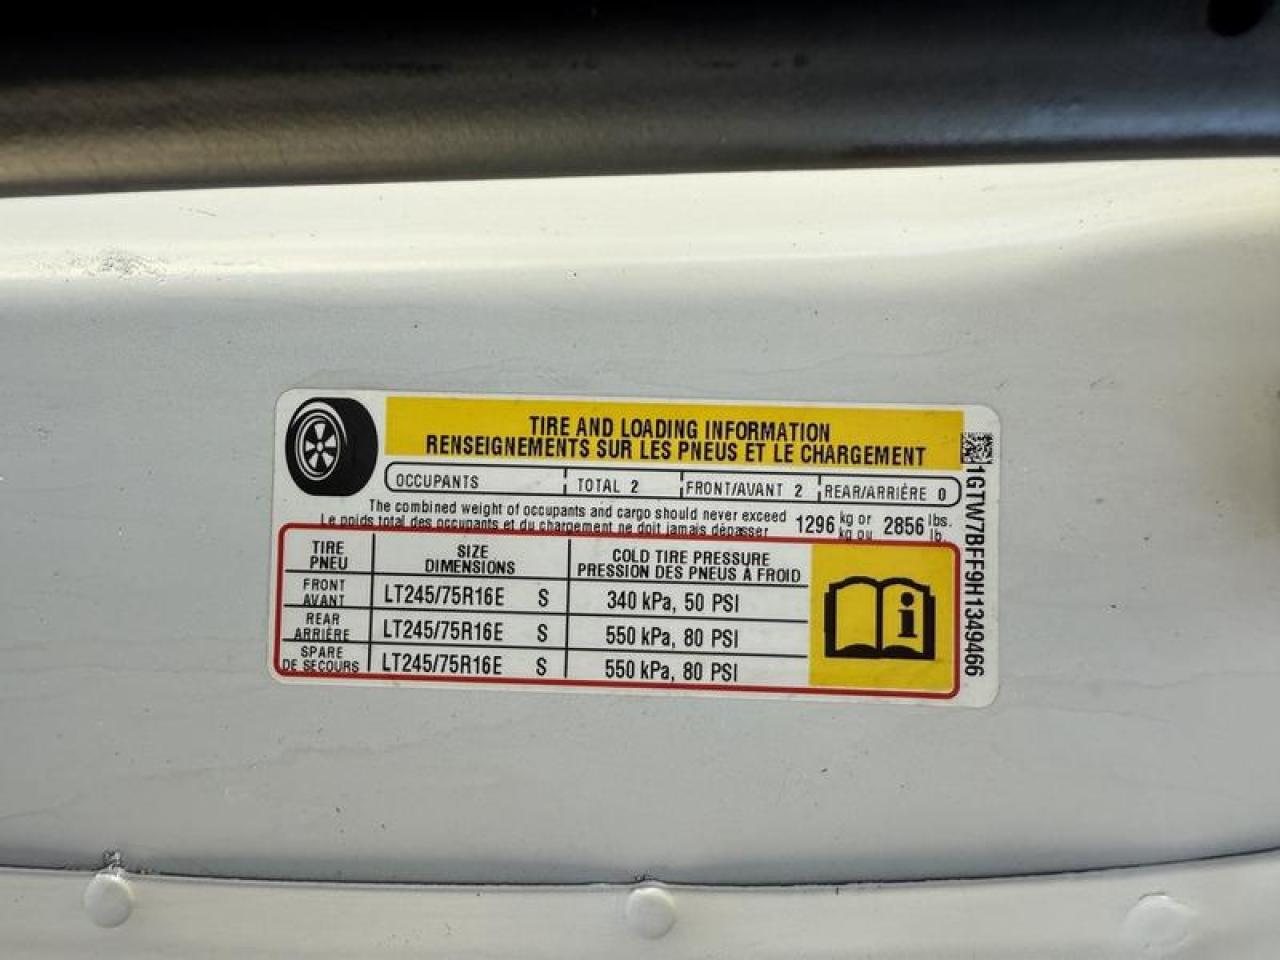 TIRE AND LOADING INFORMATION
RENSEIGNEMENTS SUR LES PNEUS ET LE CHARGEMENT
OCCUPANTS TOTAL 2 FRONT/AVANT 2 REAR/ARRIÈRE 0
The combined weight of occupants and cargo should never exceed 1296 kg or 2856 lbs.
Le poids total des occupants et du chargement ne doit jamais dépasser kg ou lb.
TIRE SIZE COLD TIRE PRESSURE
PNEU DIMENSIONS PRESSION DES PNEUS A FROID
FRONT
AVANT LT245/75R16E S 340 kPa, 50 PSI
REAR
ARRIÈRE LT245/75R16E S 550 kPa, 80 PSI
SPARE
DE SECOURS LT245/75R16E S 550 kPa, 80 PSI
i
1GTW7BFF9H1349466